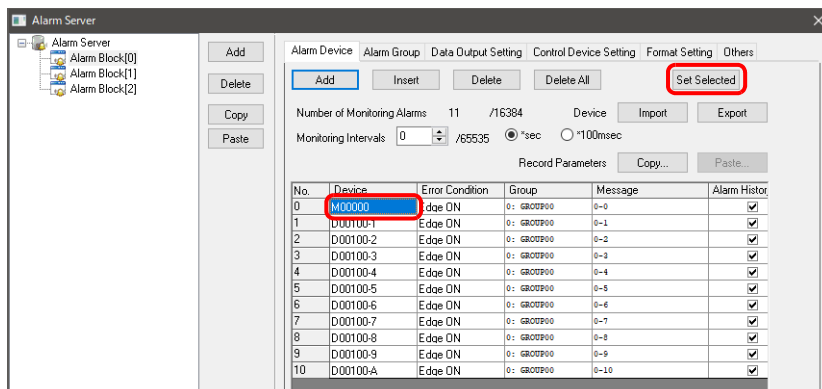 Alarm Server
Alarm Server
Alarm Block[0]
Alarm Block[1]
Alarm Block[2]
Add
Delete
Copy
Paste
Alarm Device Alarm Group Data Output Setting Control Device Setting Format Setting Others
Add Insert Delete Delete All Set Selected
Number of Monitoring Alarms 11 /16384 Device Import Export
Monitoring Intervals 0 /65535 *sec *100msec
Record Parameters Copy... Paste...
No. Device Error Condition Group Message Alarm Histor
0 M00000 Edge ON 0: GROUP00 0-0
1 D00100-1 Edge ON 0: GROUP00 0-1
2 D00100-2 Edge ON 0: GROUP00 0-2
3 D00100-3 Edge ON 0: GROUP00 0-3
4 D00100-4 Edge ON 0: GROUP00 0-4
5 D00100-5 Edge ON 0: GROUP00 0-5
6 D00100-6 Edge ON 0: GROUP00 0-6
7 D00100-7 Edge ON 0: GROUP00 0-7
8 D00100-8 Edge ON 0: GROUP00 0-8
9 D00100-9 Edge ON 0: GROUP00 0-9
10 D00100-A Edge ON 0: GROUP00 0-10